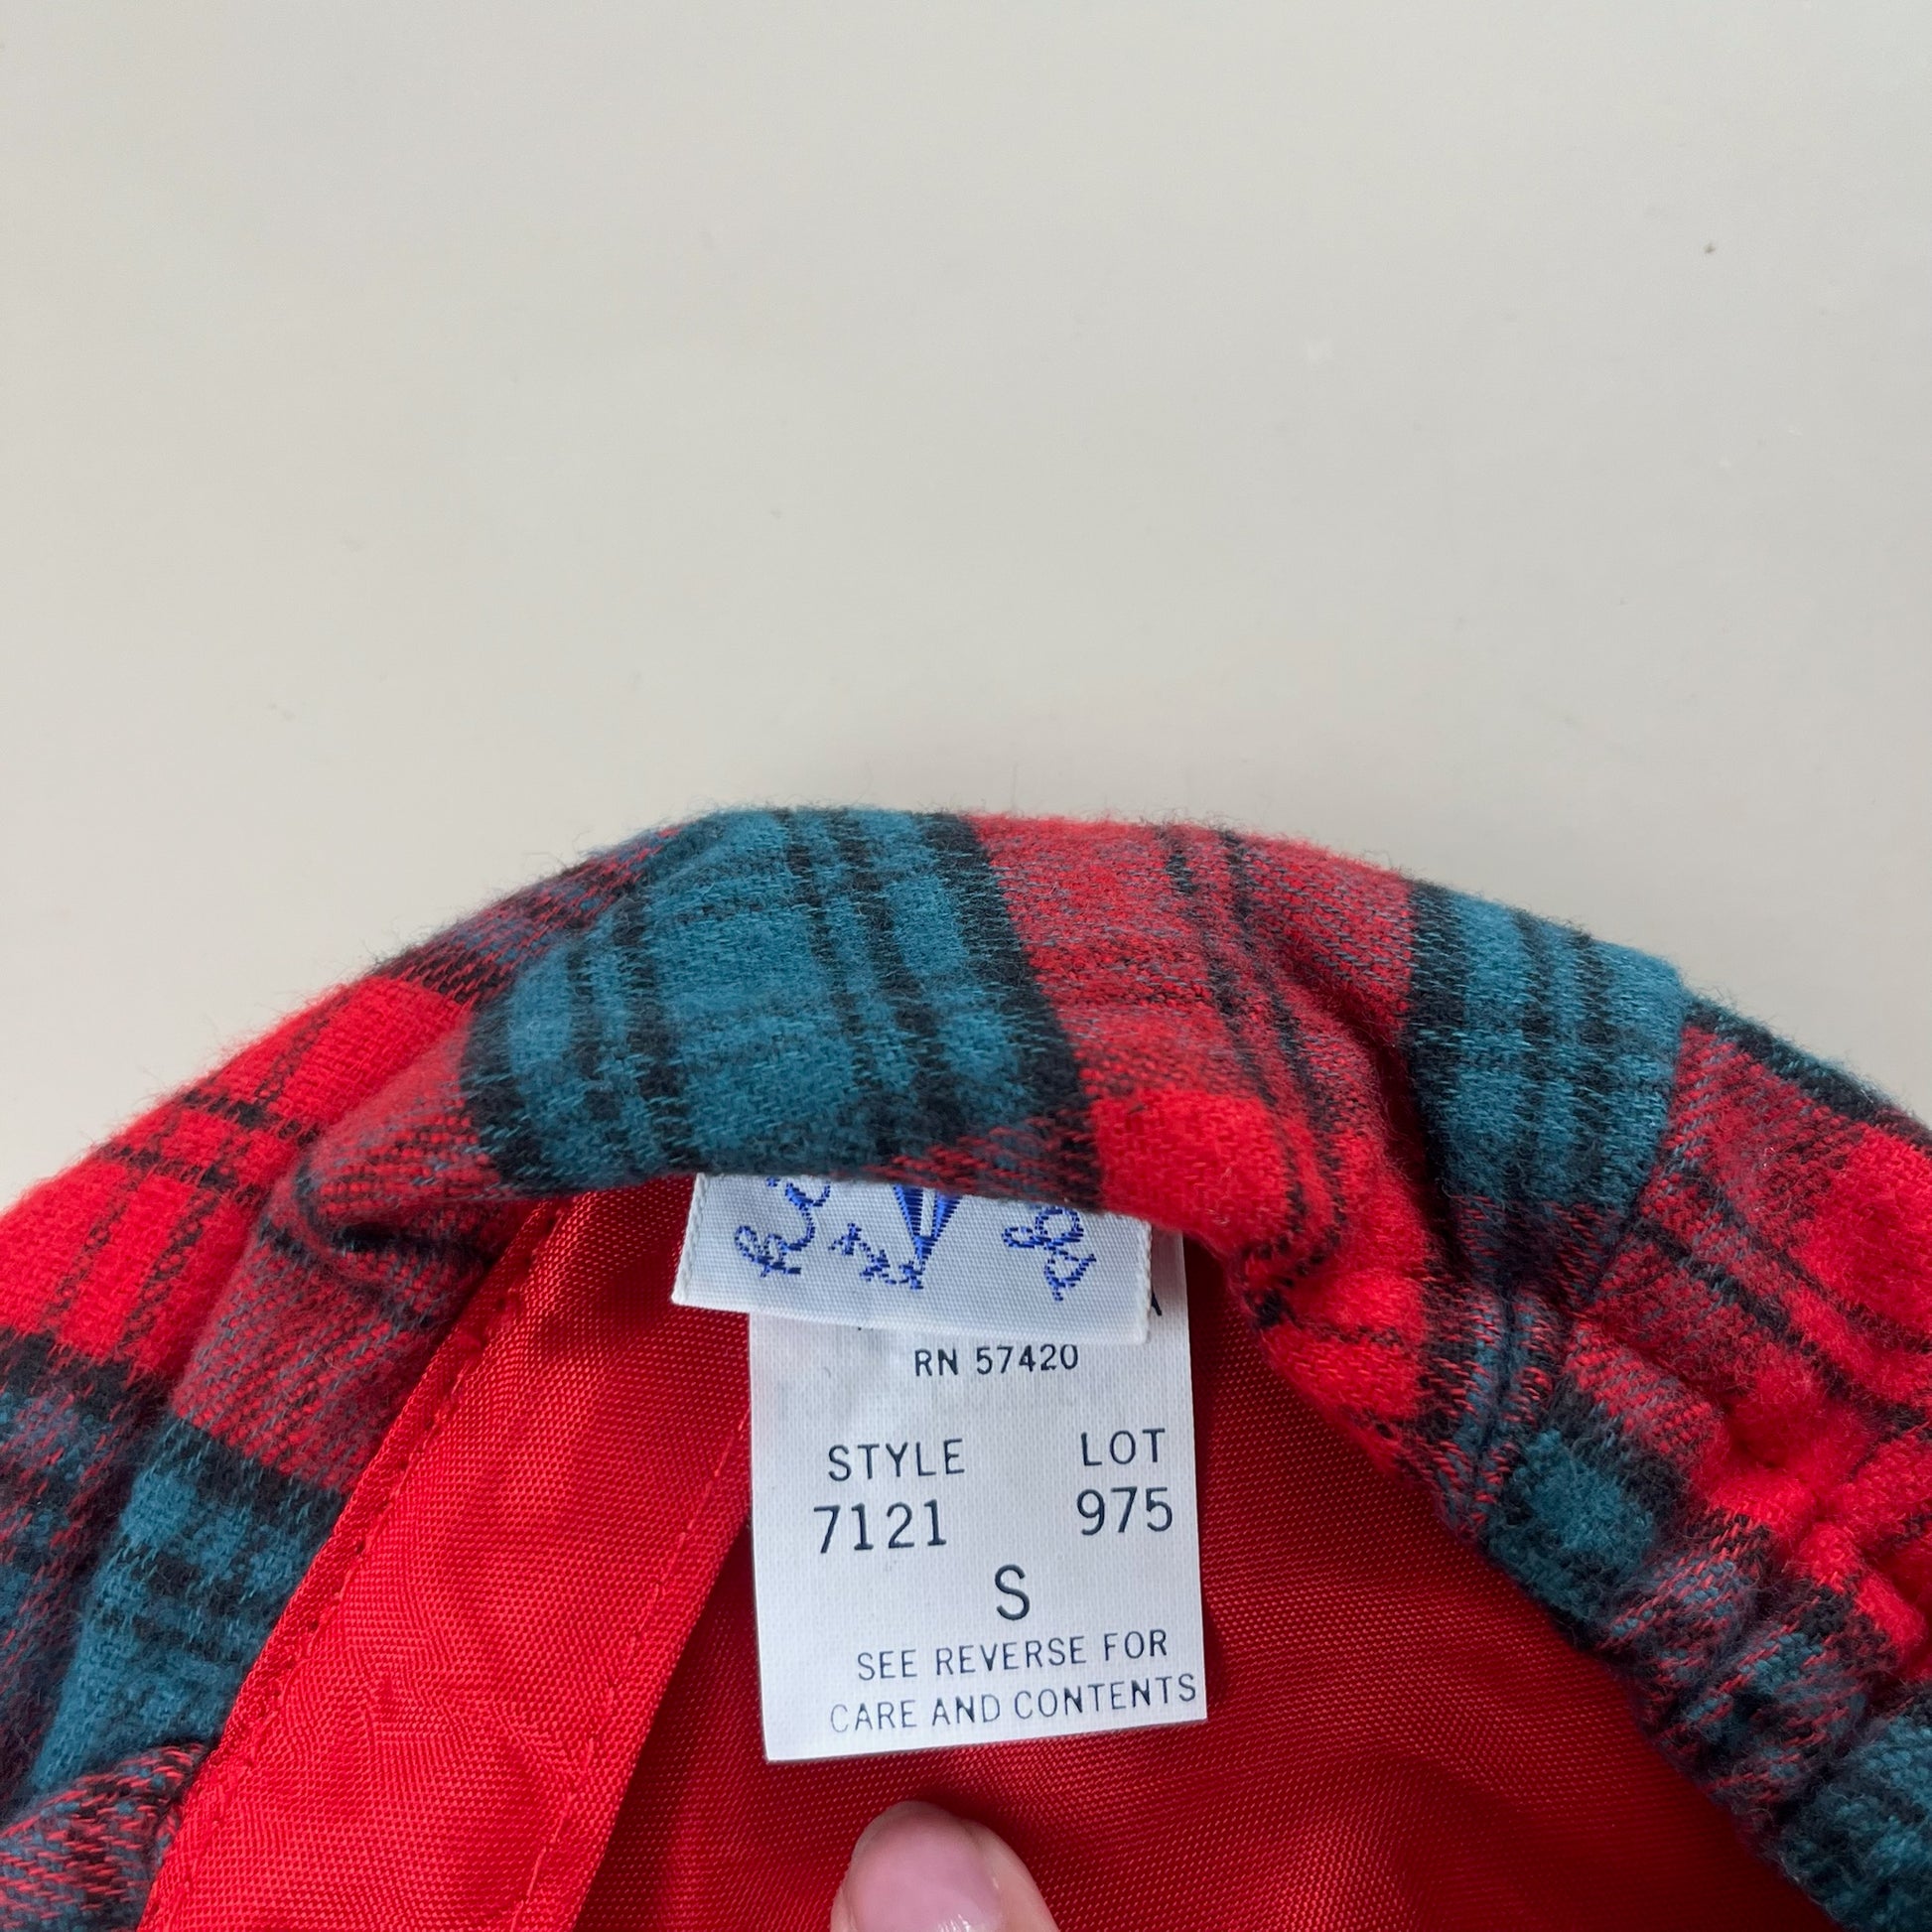 RN 57420
STYLE LOT
7121 975
S
SEE REVERSE FOR
CARE AND CONTENTS